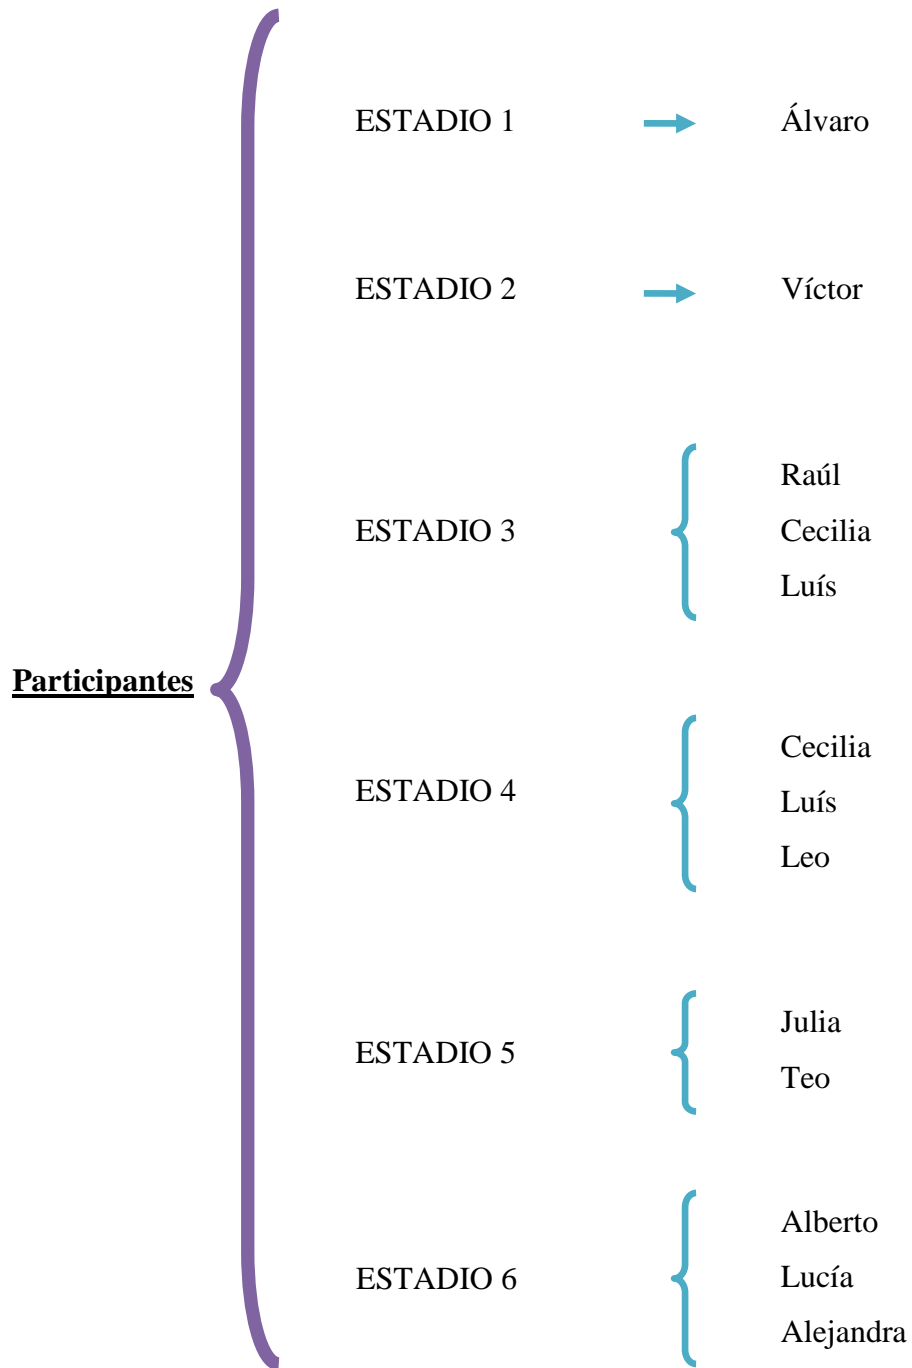 ESTADIO 1 Álvaro
ESTADIO 2 Víctor
Raúl
ESTADIO 3 Cecilia
Luís
Participantes
Cecilia
ESTADIO 4 Luís
Leo
Julia
ESTADIO 5
Teo
Alberto
ESTADIO 6 Lucía
Alejandra